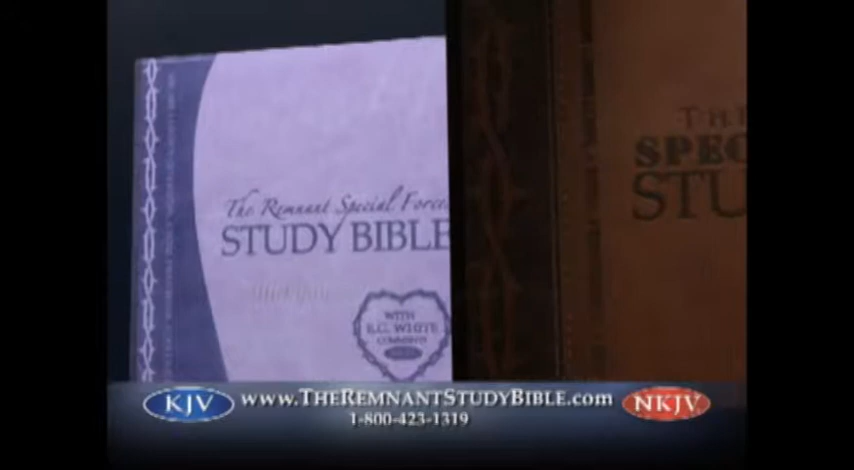 The Remnant Special Forces
STUDY BIBLE
WITH
E.G. WHITE
COMMENTS
THE
SPEC
STU
KJV
www.TheRemnantStudyBible.com
1-800-423-1319
NKJV